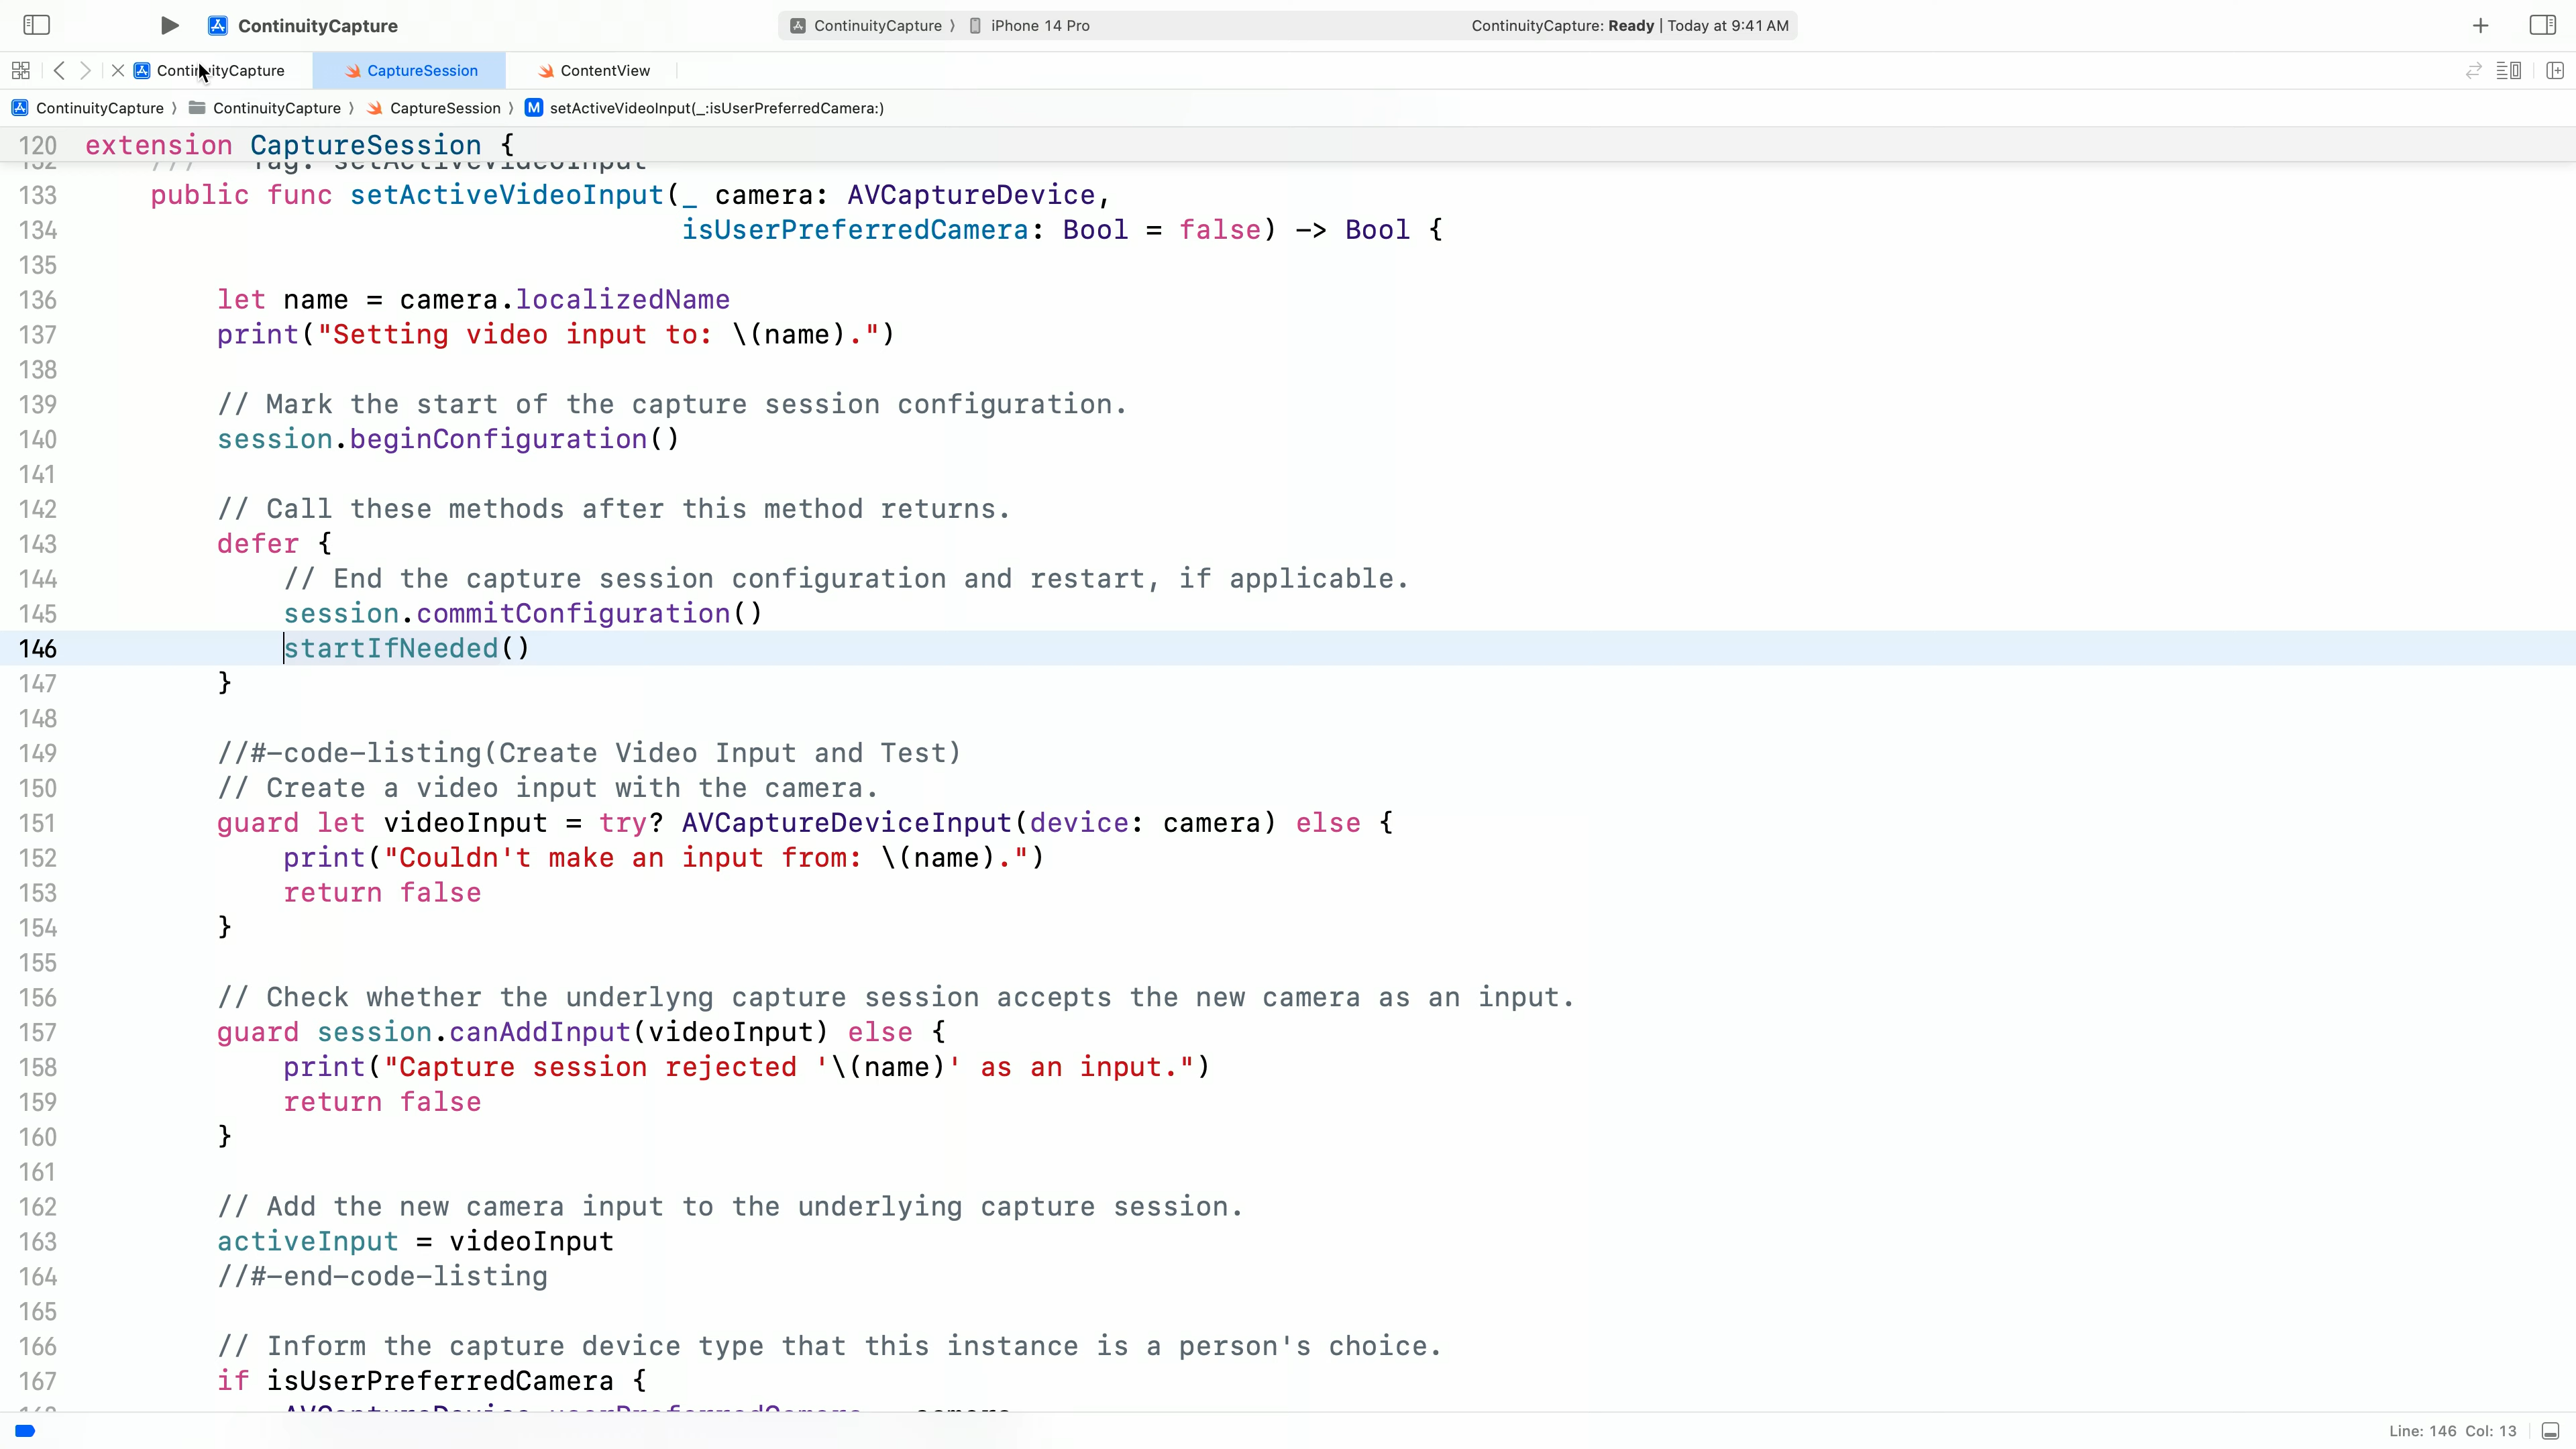 ContinuityCapture
ContinuityCapture 〉 iPhone 14 Pro
ContinuityCapture: Ready | Today at 9:41 AM
ContinuityCapture
CaptureSession
ContentView
ContinuityCapture 〉 ContinuityCapture 〉 CaptureSession 〉 M setActiveVideoInput(_:isUserPreferredCamera:)
120 extension CaptureSession {
132 /// - Tag: setActiveVideoInput
133 public func setActiveVideoInput(_ camera: AVCaptureDevice,
134 isUserPreferredCamera: Bool = false) -> Bool {
135
136 let name = camera.localizedName
137 print("Setting video input to: \(name).")
138
139 // Mark the start of the capture session configuration.
140 session.beginConfiguration()
141
142 // Call these methods after this method returns.
143 defer {
144 // End the capture session configuration and restart, if applicable.
145 session.commitConfiguration()
146 startIfNeeded()
147 }
148
149 //#-code-listing(Create Video Input and Test)
150 // Create a video input with the camera.
151 guard let videoInput = try? AVCaptureDeviceInput(device: camera) else {
152 print("Couldn't make an input from: \(name).")
153 return false
154 }
155
156 // Check whether the underlyng capture session accepts the new camera as an input.
157 guard session.canAddInput(videoInput) else {
158 print("Capture session rejected '\(name)' as an input.")
159 return false
160 }
161
162 // Add the new camera input to the underlying capture session.
163 activeInput = videoInput
164 //#-end-code-listing
165
166 // Inform the capture device type that this instance is a person's choice.
167 if isUserPreferredCamera {
168 AVCaptureDevice.userPreferredCamera = camera
Line: 146 Col: 13